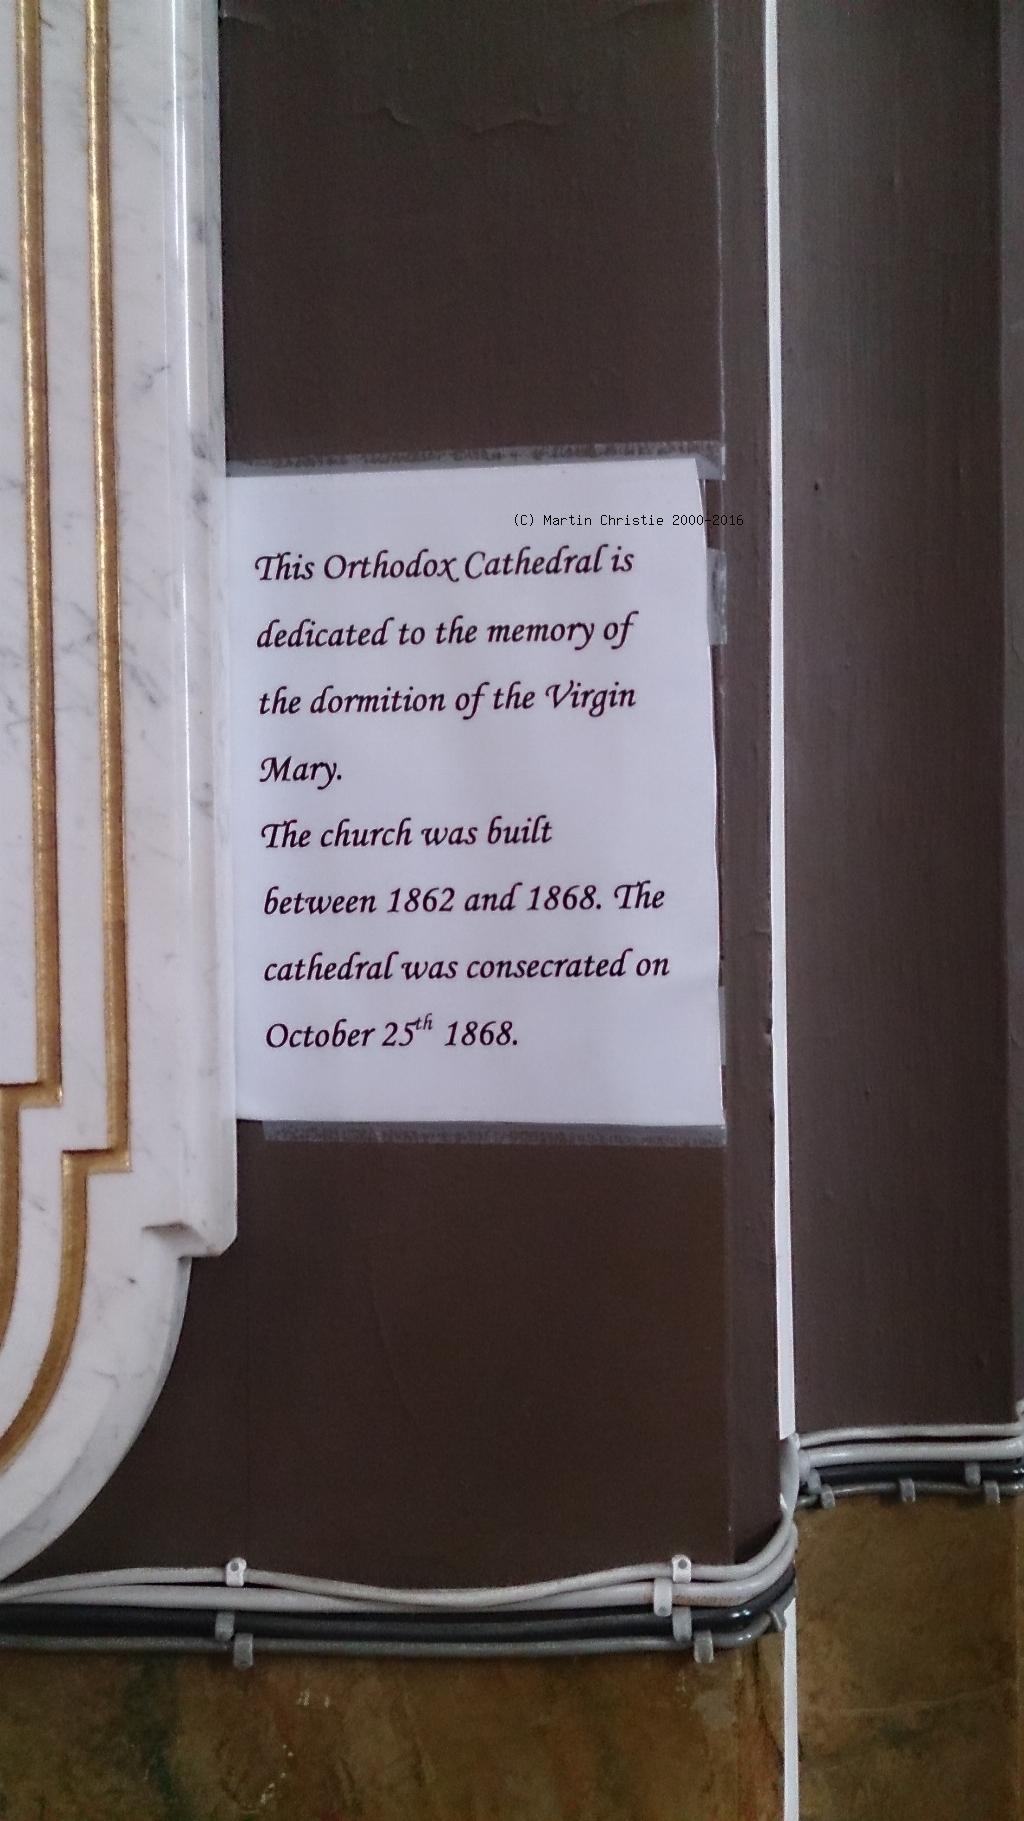 (C) Martin Christie 2000-2016
This Orthodox Cathedral is
dedicated to the memory of
the dormition of the Virgin
Mary.
The church was built
between 1862 and 1868. The
cathedral was consecrated on
October 25th 1868.